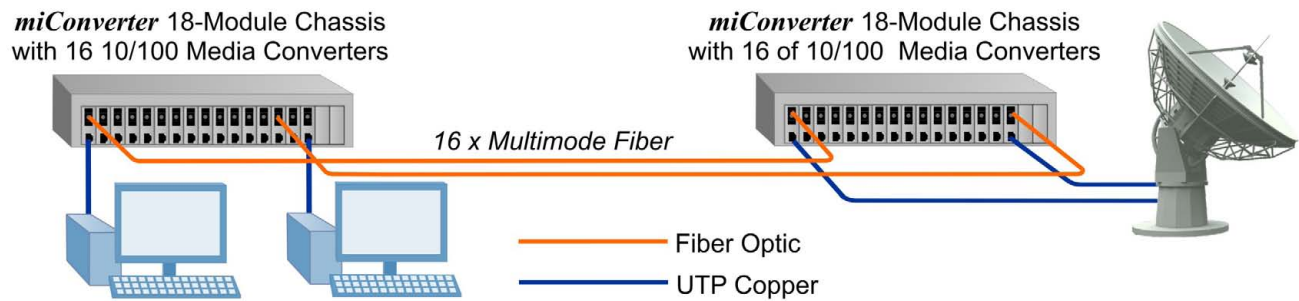 miConverter 18-Module Chassis
with 16 10/100 Media Converters
miConverter 18-Module Chassis
with 16 of 10/100 Media Converters
16 x Multimode Fiber
Fiber Optic
UTP Copper